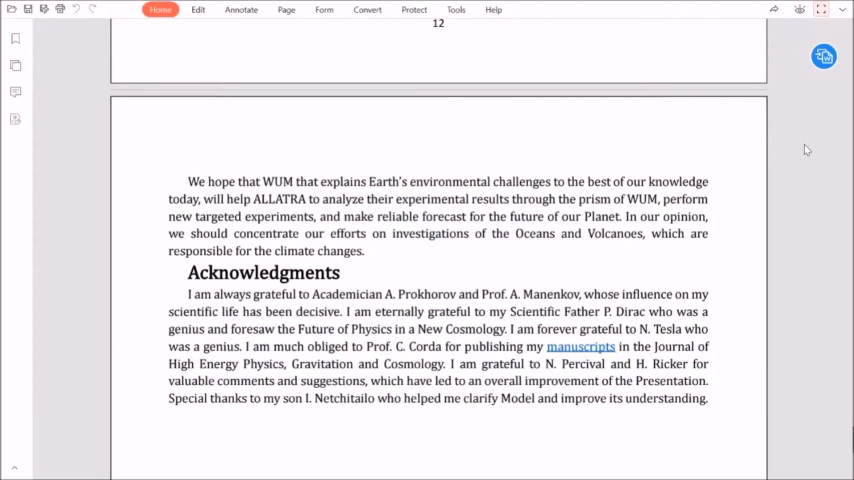 Home Edit Annotate Page Form Convert Protect Tools Help
12
We hope that WUM that explains Earth's environmental challenges to the best of our knowledge
today, will help ALLATRA to analyze their experimental results through the prism of WUM, perform
new targeted experiments, and make reliable forecast for the future of our Planet. In our opinion,
we should concentrate our efforts on investigations of the Oceans and Volcanoes, which are
responsible for the climate changes.
Acknowledgments
I am always grateful to Academician A. Prokhorov and Prof. A. Manenkov, whose influence on my
scientific life has been decisive. I am eternally grateful to my Scientific Father P. Dirac who was a
genius and foresaw the Future of Physics in a New Cosmology. I am forever grateful to N. Tesla who
was a genius. I am much obliged to Prof. C. Corda for publishing my manuscripts in the Journal of
High Energy Physics, Gravitation and Cosmology. I am grateful to N. Percival and H. Ricker for
valuable comments and suggestions, which have led to an overall improvement of the Presentation.
Special thanks to my son I. Netchitailo who helped me clarify Model and improve its understanding.